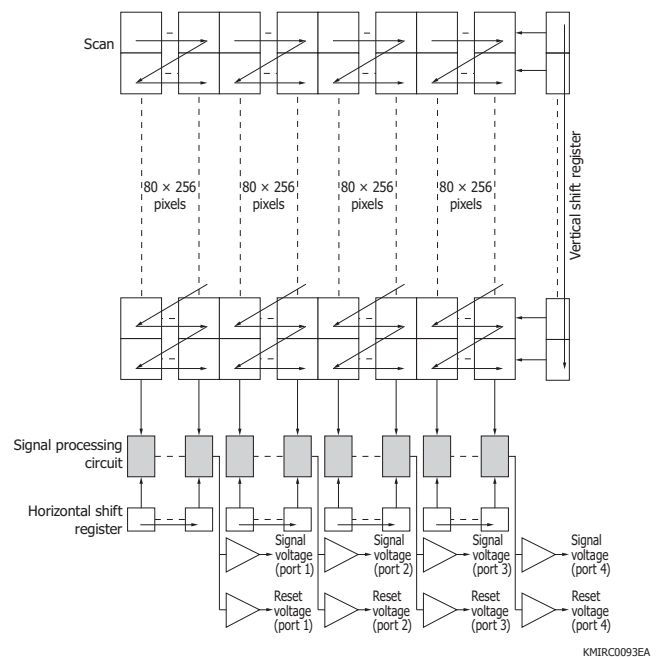 Scan
80 × 256
pixels
80 × 256
pixels
80 × 256
pixels
80 × 256
pixels
Vertical shift register
Signal processing
circuit
Horizontal shift
register
Signal
voltage
(port 1)
Signal
voltage
(port 2)
Signal
voltage
(port 3)
Signal
voltage
(port 4)
Reset
voltage
(port 1)
Reset
voltage
(port 2)
Reset
voltage
(port 3)
Reset
voltage
(port 4)
KMIRC0093EA